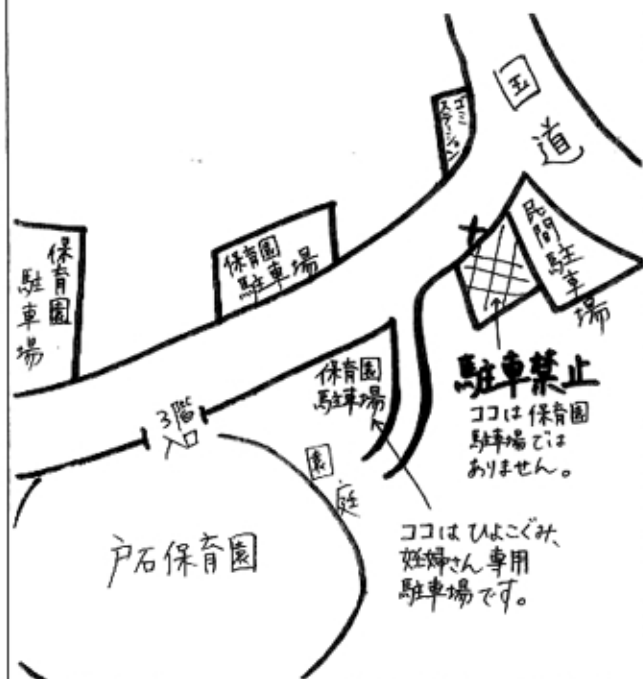 国道
ゴミ
ステーション
民間駐車場
保育園
駐車場
保育園
駐車場
保育園
駐車場
駐車禁止
ココは保育園
駐車場では
ありません。
3階
入口
園庭
戸石保育園
ココはひよこぐみ、
妊婦さん専用
駐車場です。